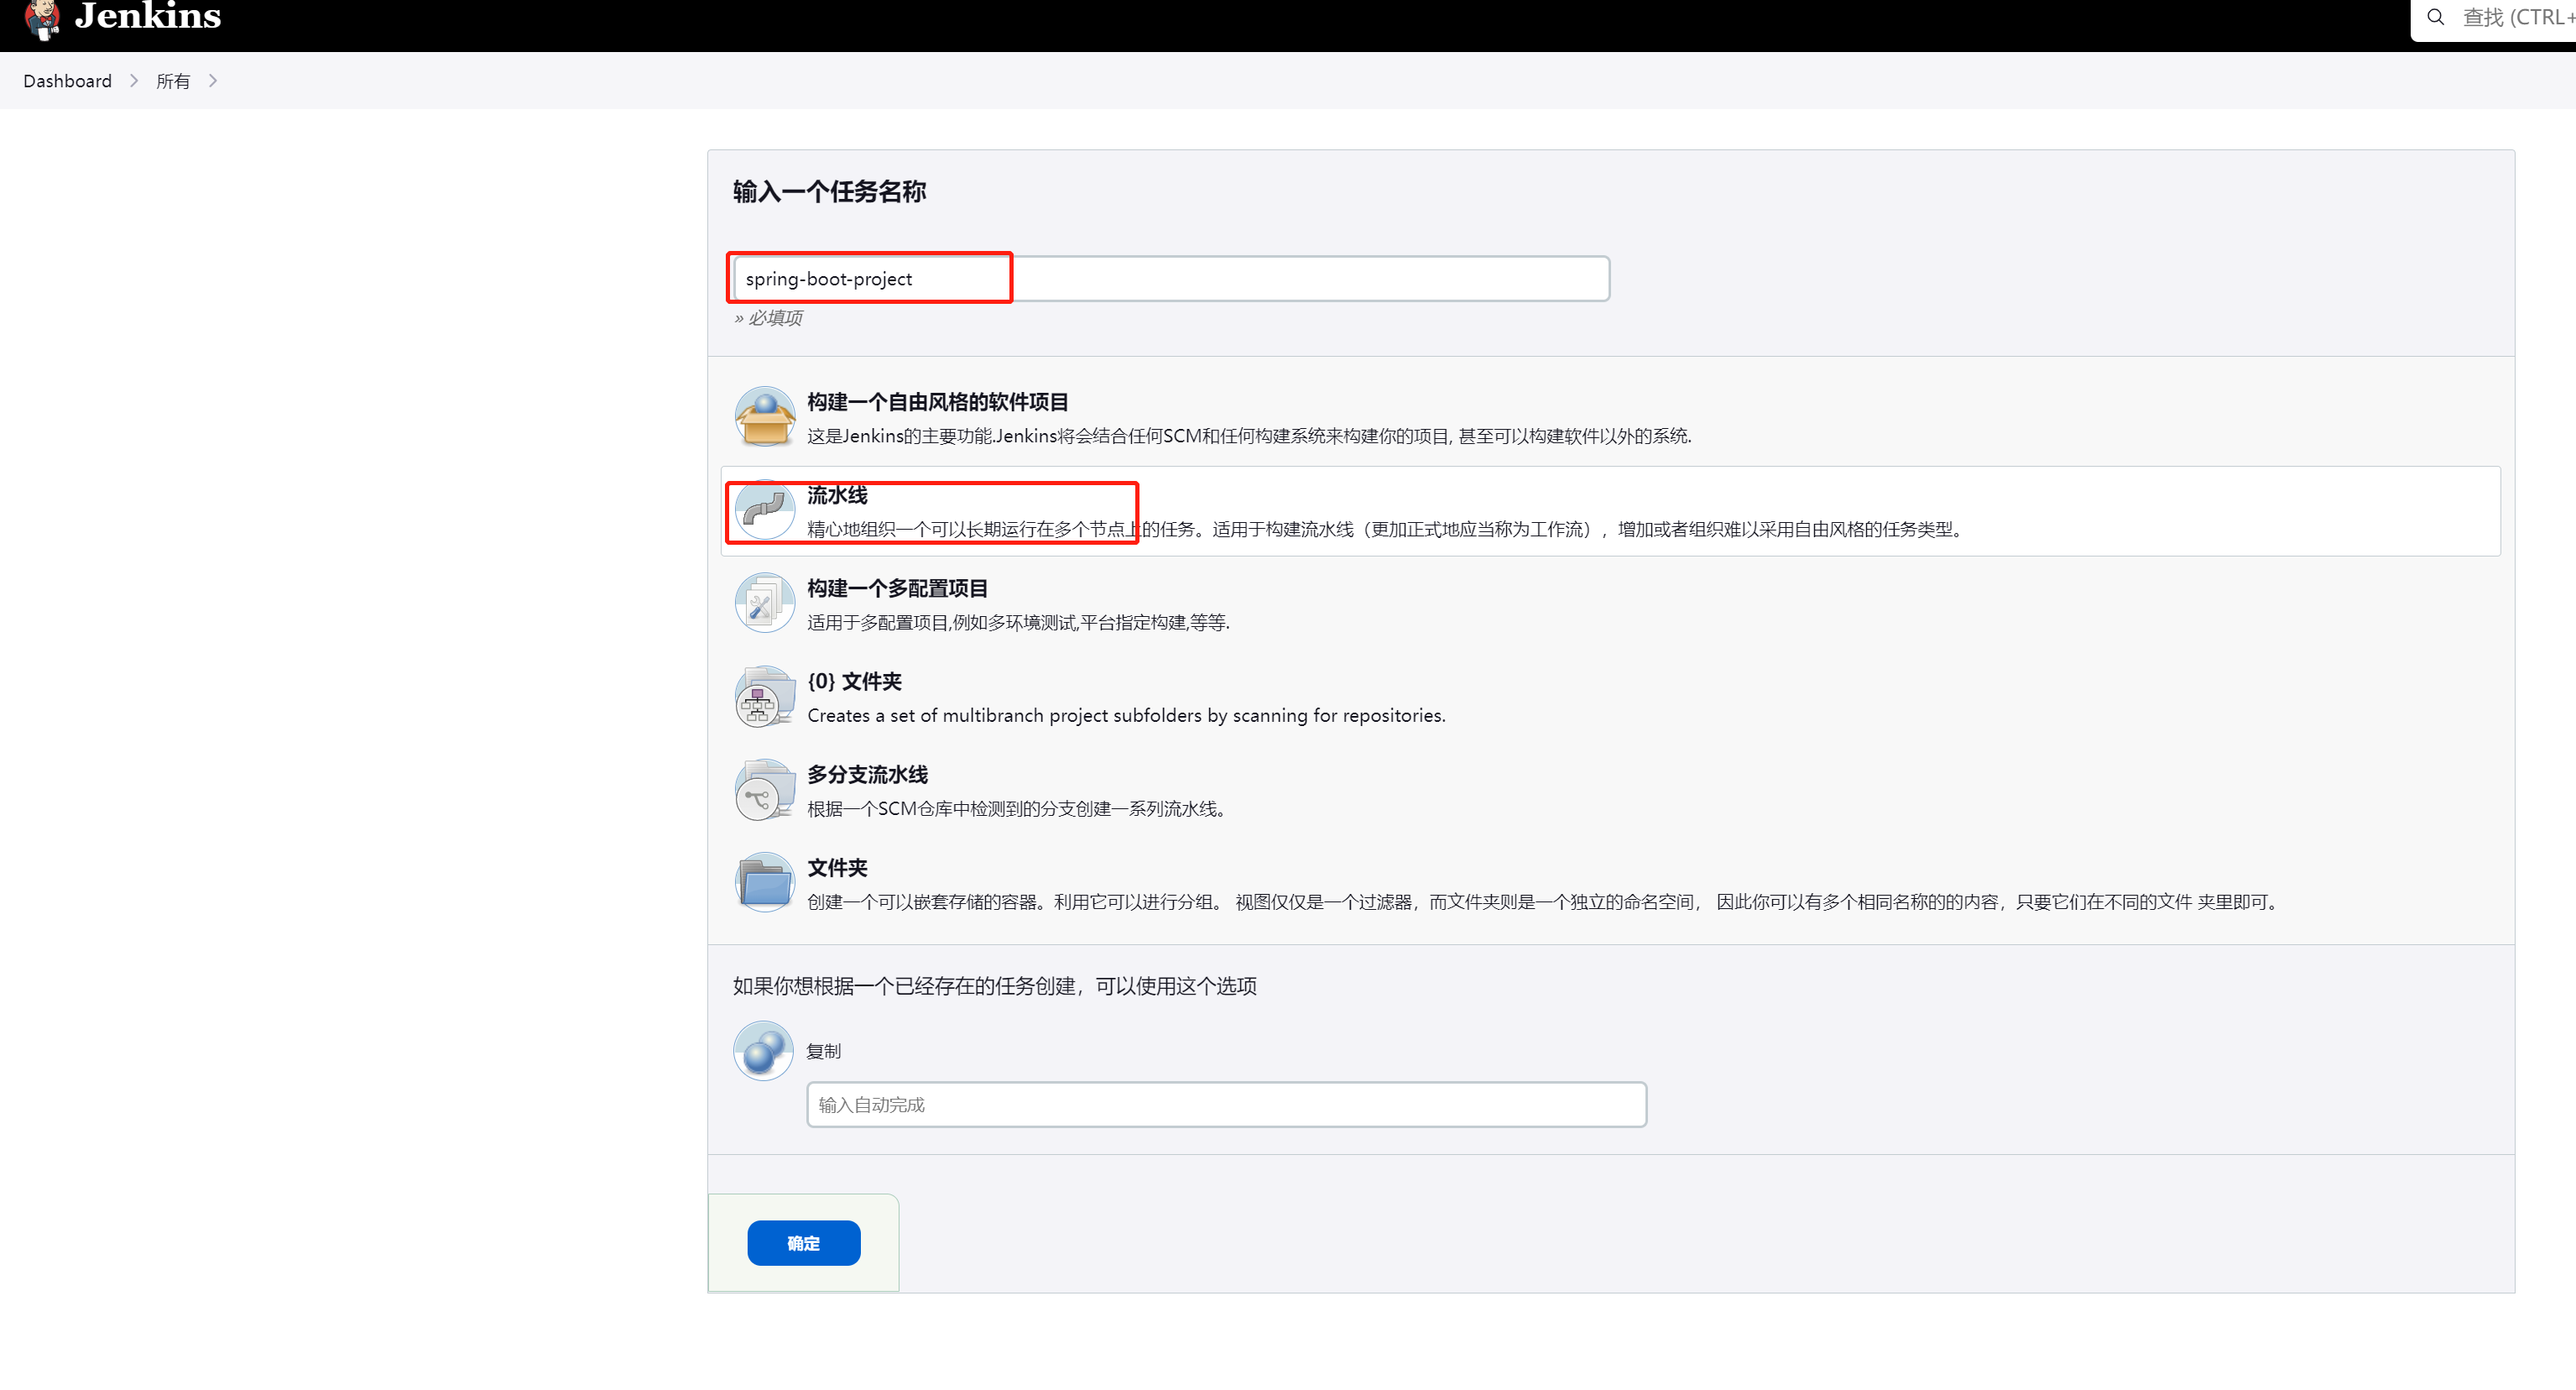 Jenkins
查找 (CTRL+
Dashboard
所有
输入一个任务名称
spring-boot-project
» 必填项
构建一个自由风格的软件项目
这是Jenkins的主要功能.Jenkins将会结合任何SCM和任何构建系统来构建你的项目, 甚至可以构建软件以外的系统.
流水线
精心地组织一个可以长期运行在多个节点上的任务。适用于构建流水线（更加正式地应当称为工作流），增加或者组织难以采用自由风格的任务类型。
构建一个多配置项目
适用于多配置项目,例如多环境测试,平台指定构建,等等.
{0} 文件夹
Creates a set of multibranch project subfolders by scanning for repositories.
多分支流水线
根据一个SCM仓库中检测到的分支创建一系列流水线。
文件夹
创建一个可以嵌套存储的容器。利用它可以进行分组。 视图仅仅是一个过滤器，而文件夹则是一个独立的命名空间， 因此你可以有多个相同名称的的内容，只要它们在不同的文件 夹里即可。
如果你想根据一个已经存在的任务创建，可以使用这个选项
复制
输入自动完成
确定